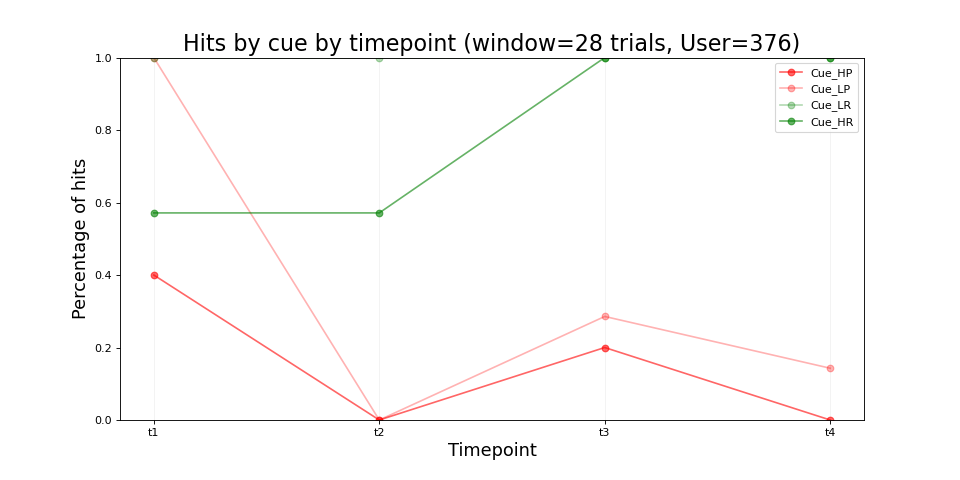 Hits by cue by timepoint (window=28 trials, User=376)
Percentage of hits
1.0
0.8
0.6
0.4
0.2
0.0
Cue_HP
Cue_LP
Cue_LR
Cue_HR
t1 t2 t3 t4
Timepoint